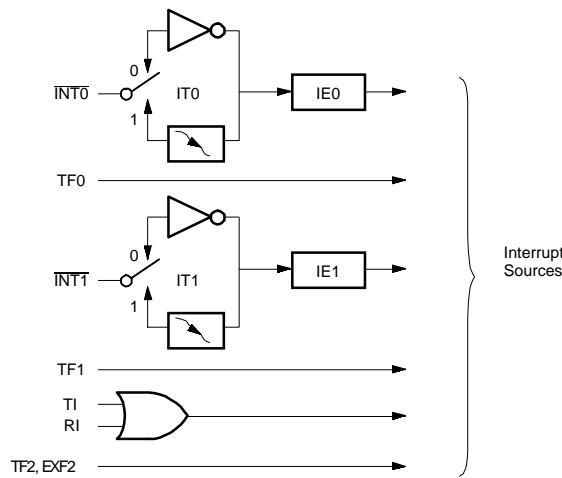 0
INT0
IT0
IE0
1
TF0
0
INT1
IT1
IE1
1
Interrupt
Sources
TF1
TI
RI
TF2, EXF2